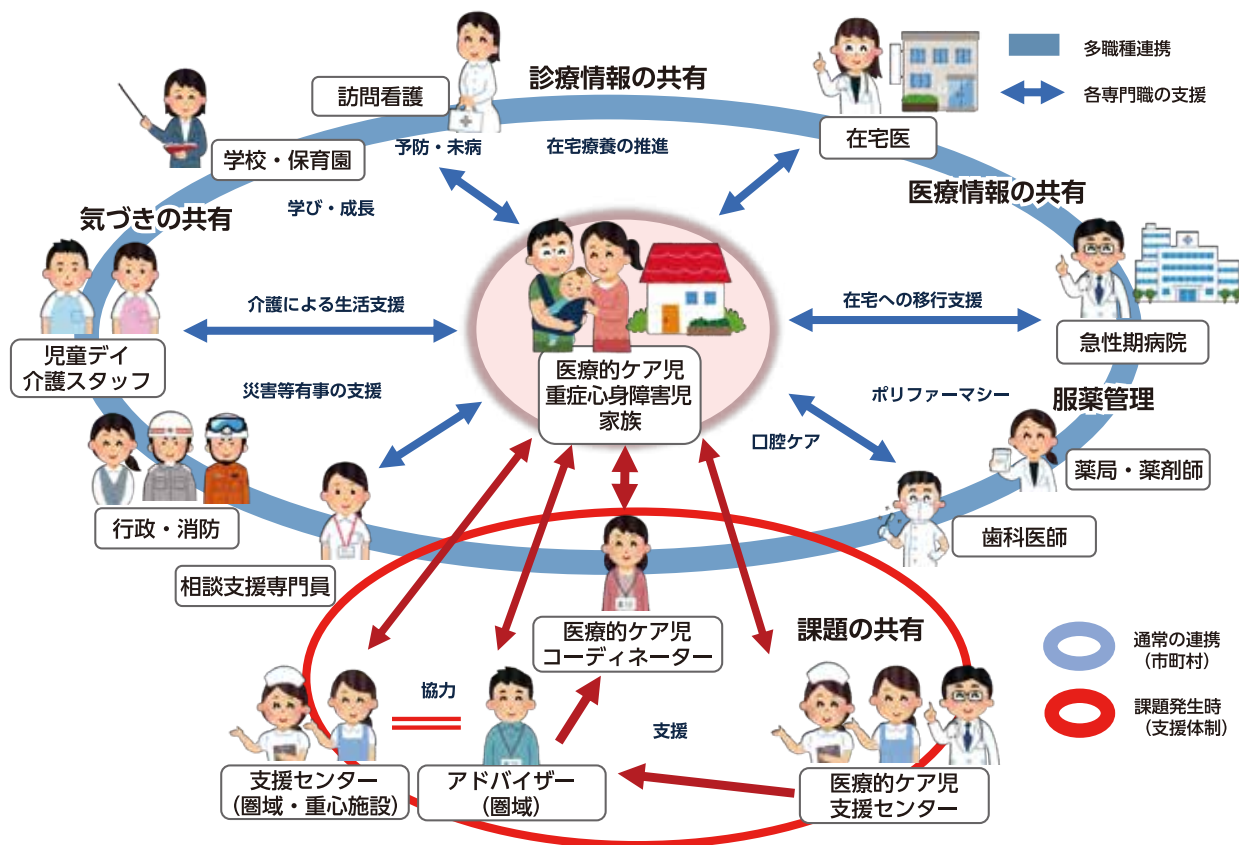 診療情報の共有
多職種連携
各専門職の支援
訪問看護
在宅医
予防・未病
在宅療養の推進
学校・保育園
学び・成長
気づきの共有
医療情報の共有
介護による生活支援
在宅への移行支援
児童デイ
介護スタッフ
急性期病院
医療的ケア児
重症心身障害児
家族
災害等有事の支援
ポリファーマシー
服薬管理
口腔ケア
薬局・薬剤師
行政・消防
歯科医師
相談支援専門員
医療的ケア児
コーディネーター
課題の共有
通常の連携
(市町村)
協力
支援
課題発生時
(支援体制)
支援センター
(圏域・重心施設)
アドバイザー
(圏域)
医療的ケア児
支援センター